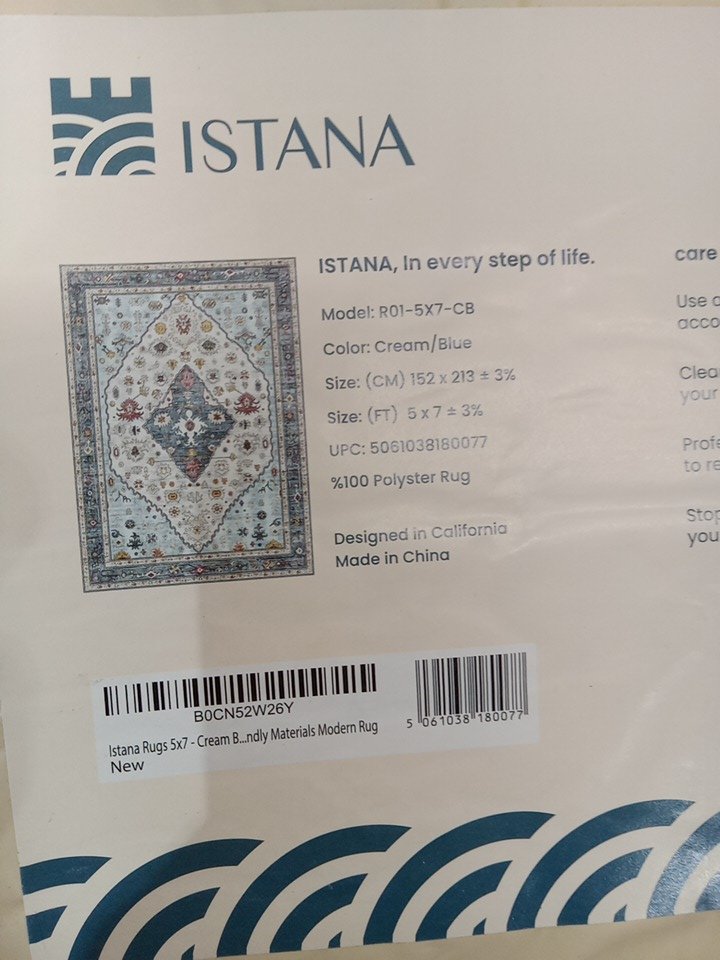 ISTANA
ISTANA, In every step of life.
Model: R01-5X7-CB
Color: Cream/Blue
Size: (CM) 152 x 213 ± 3%
Size: (FT) 5 x 7 ± 3%
UPC: 5061038180077
%100 Polyster Rug
Designed in California
Made in China
care
Use
acco
Clea
your
Profe
to re
Stop
you
B0CN52W26Y
Istana Rugs 5x7 - Cream B...ndly Materials Modern Rug
New
5 061038 180077